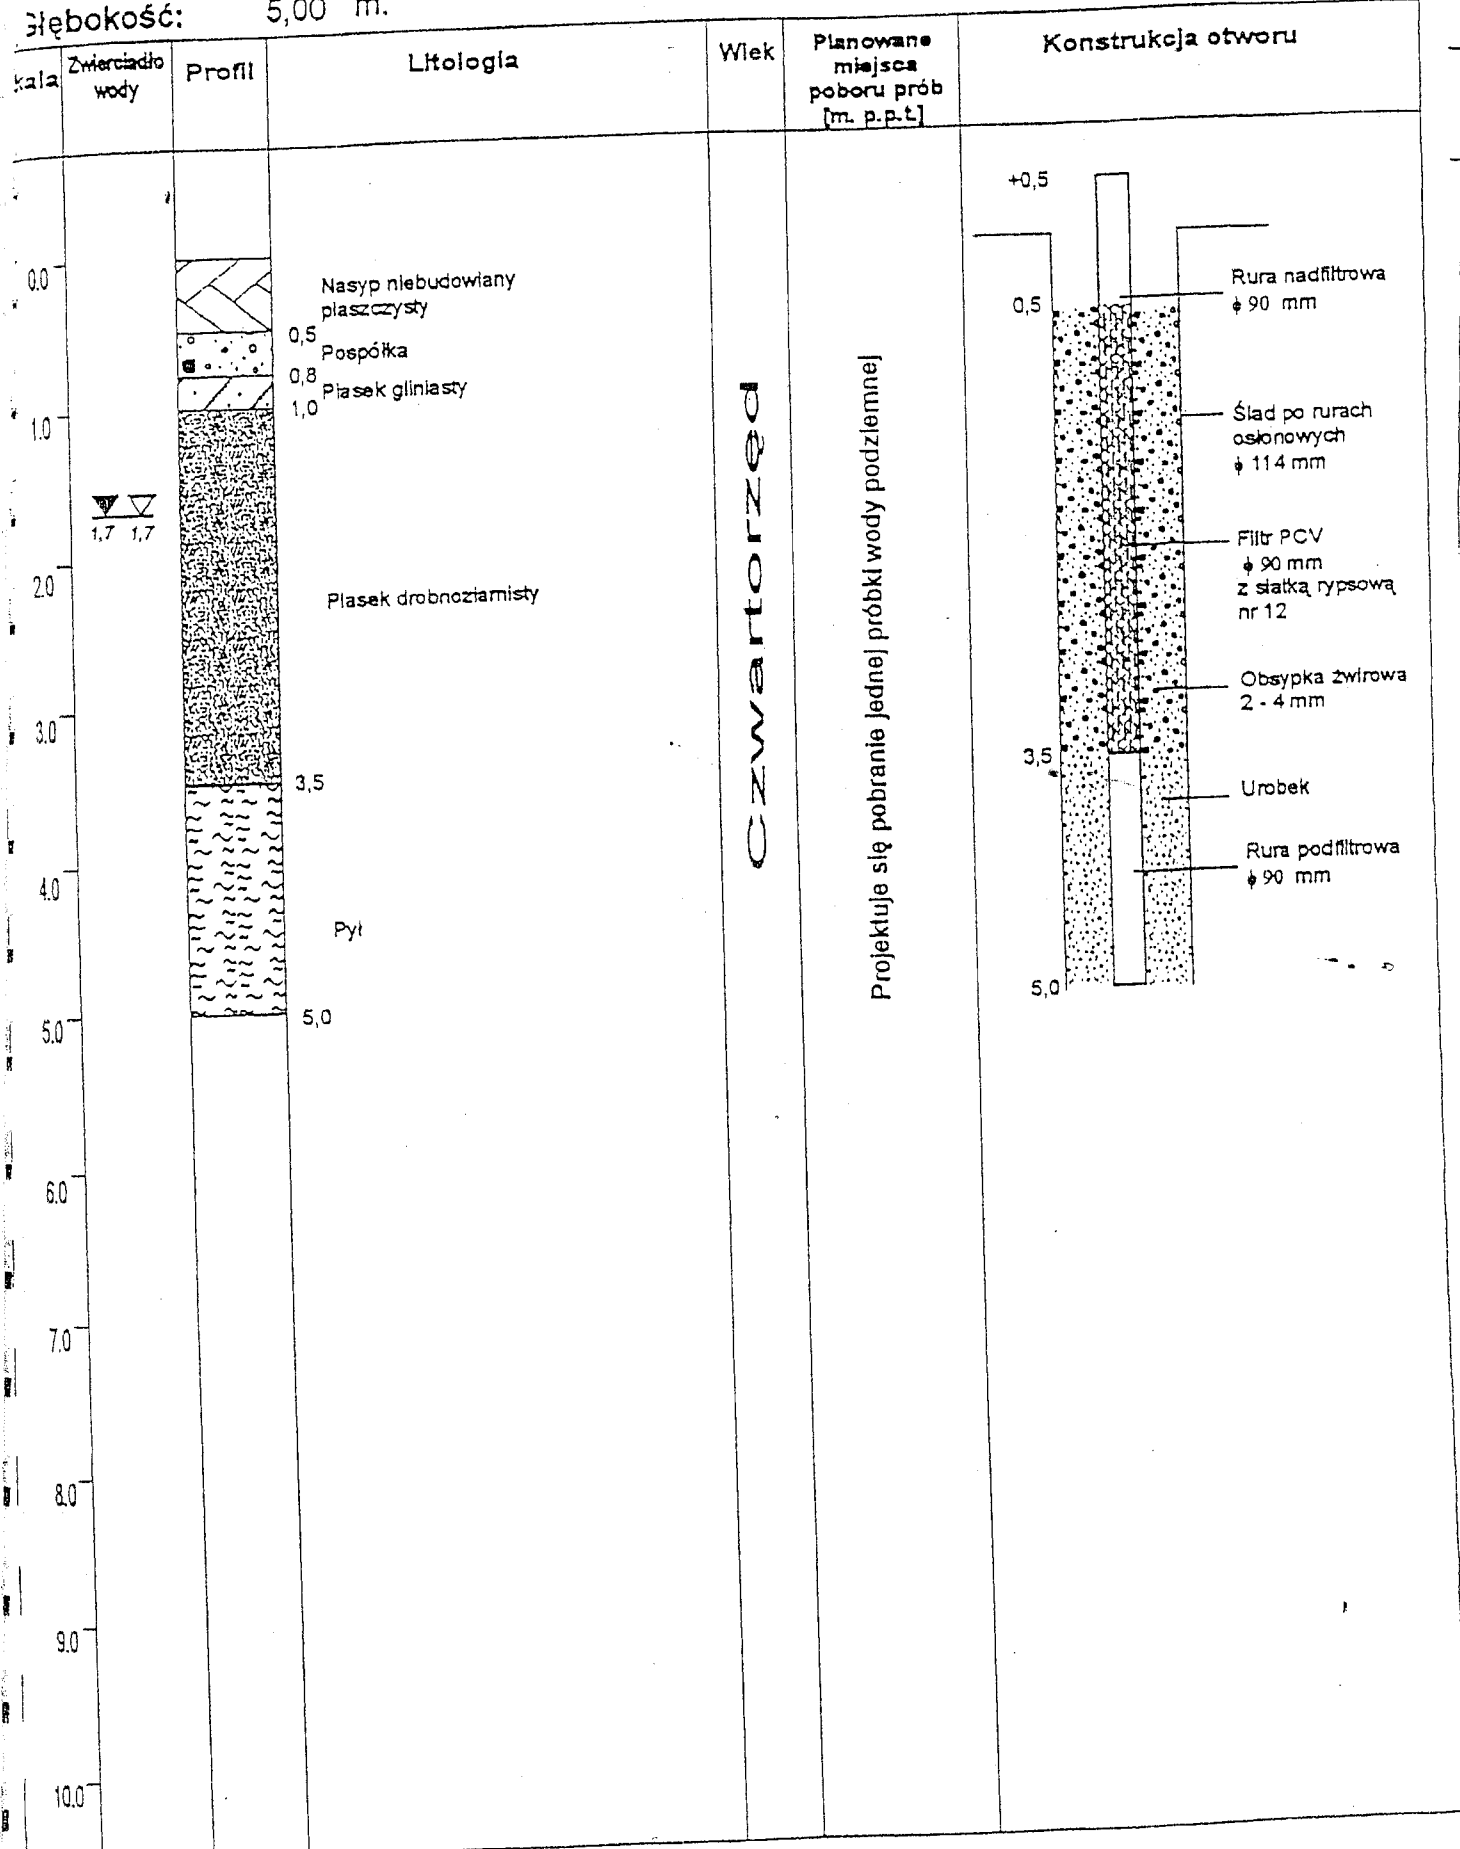 Głębokość: 5,00 m.
Zwierciadło
wody
Profil
Litologia
Wiek
Planowane
miejsca
poboru prób
[m. p.p.t.]
Konstrukcja otworu
0.0
1.0
2.0
3.0
4.0
5.0
6.0
7.0
8.0
9.0
10.0
1,7 1,7
Nasyp niebudowlany
piaszczysty
0,5
Pospółka
0,8
Piasek gliniasty
1,0
Piasek drobnoziarnisty
3,5
Pył
5,0
Czwartorzęd
Projektuje się pobranie jednej próbki wody podziemnej
+0,5
0,5
3,5
5,0
Rura nadfiltrowa
ϕ 90 mm
Ślad po rurach
osłonowych
ϕ 114 mm
Filtr PCV
ϕ 90 mm
z siatką rypsową
nr 12
Obsypka żwirowa
2 - 4 mm
Urobek
Rura podfiltrowa
ϕ 90 mm